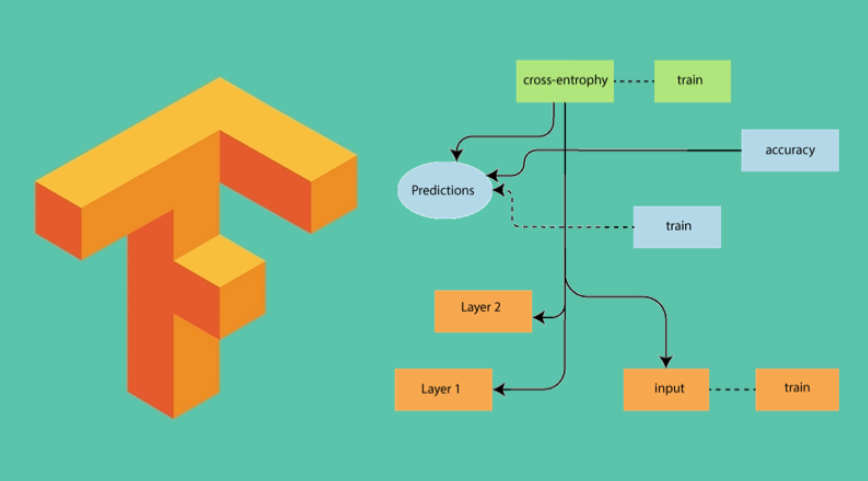 cross-entrophy
train
accuracy
Predictions
train
Layer 2
Layer 1
input
train